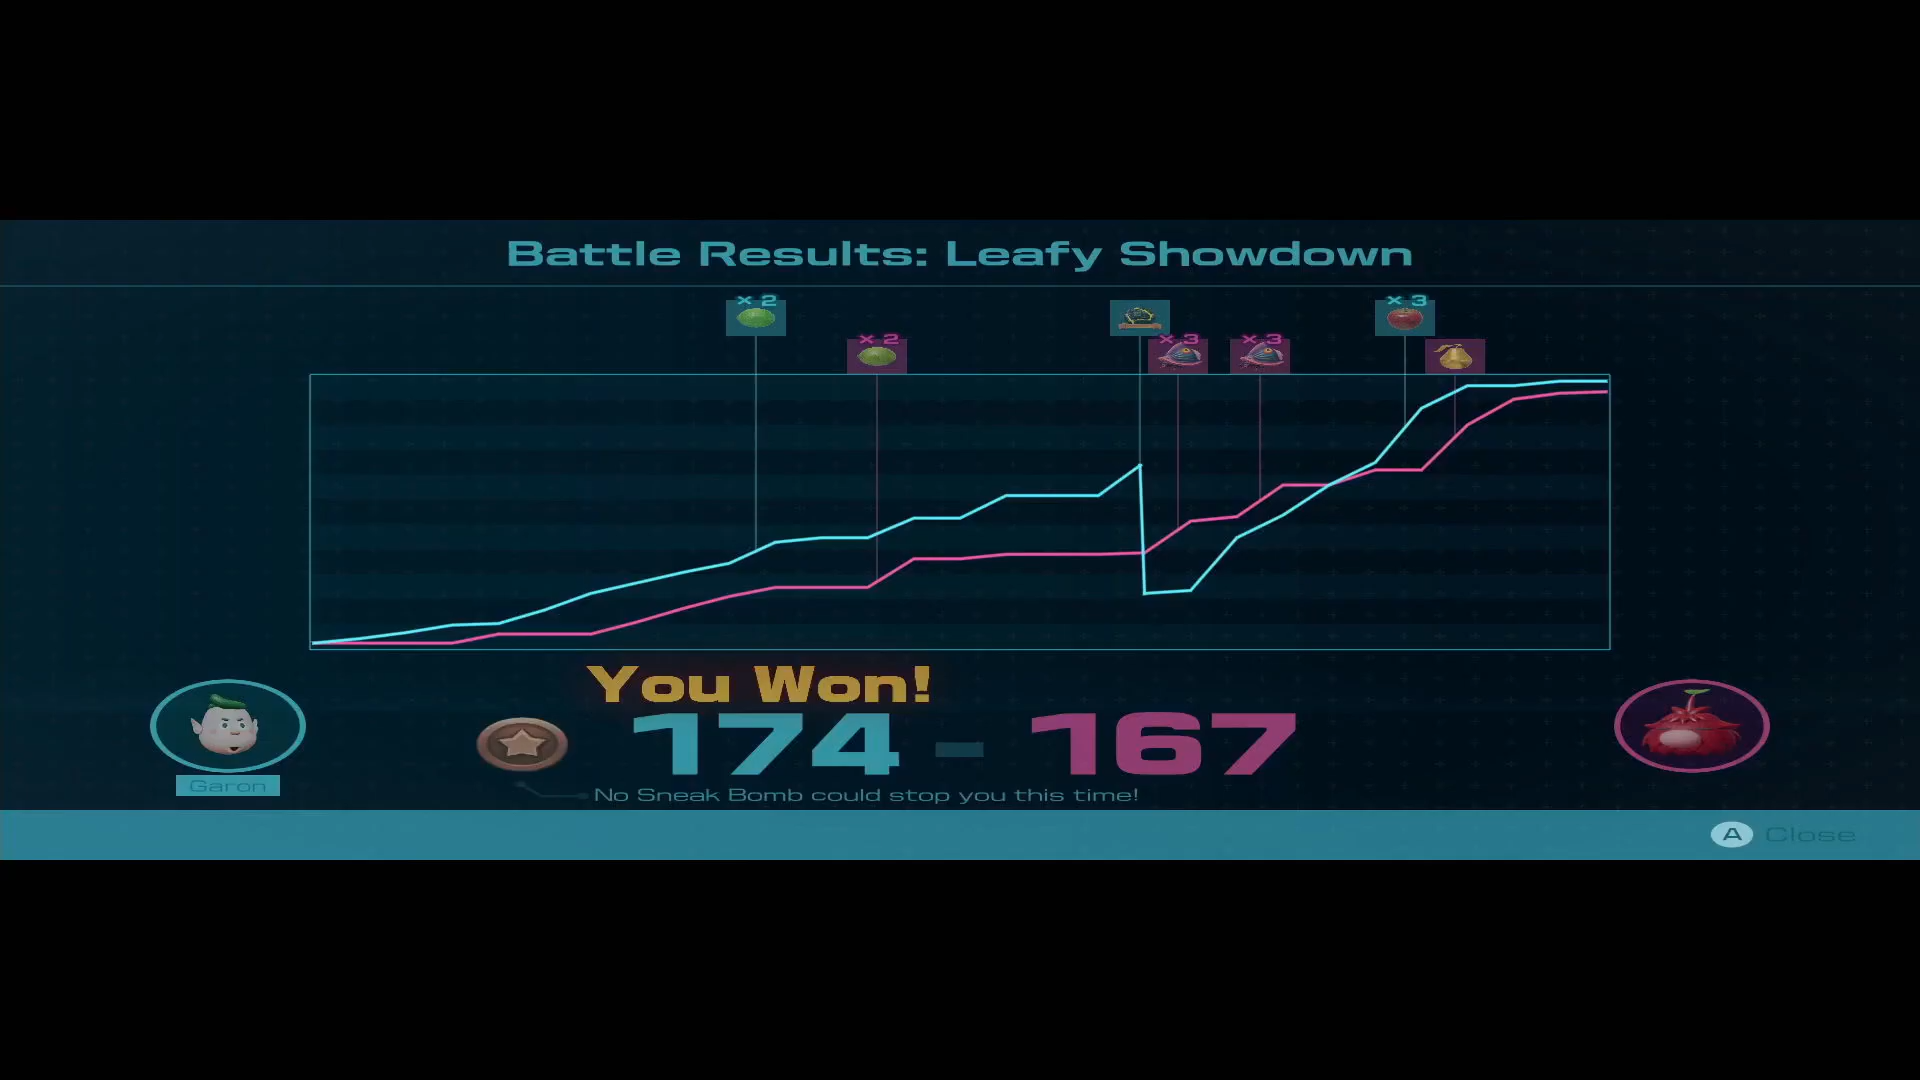 Battle Results: Leafy Showdown
× 2
× 3
× 2
× 3
× 3
You Won!
174 - 167
No Sneak Bomb could stop you this time!
Garon
A Close